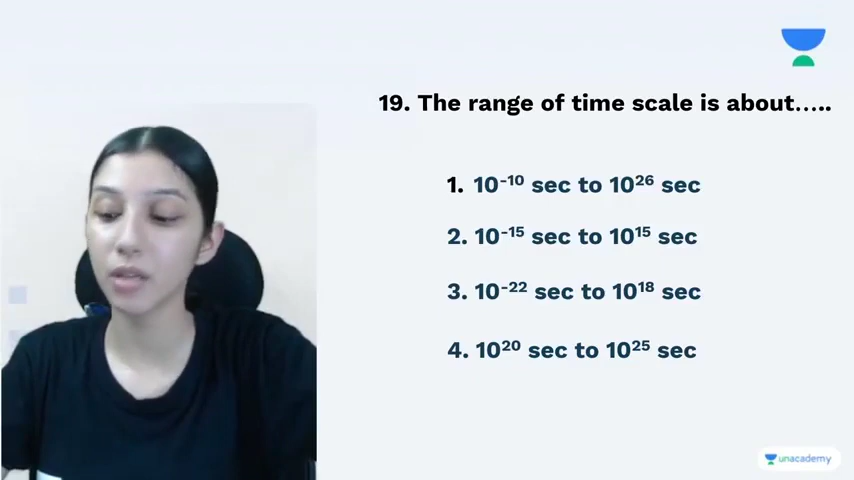 19. The range of time scale is about.....
1. 10⁻¹⁰ sec to 10²⁶ sec
2. 10⁻¹⁵ sec to 10¹⁵ sec
3. 10⁻²² sec to 10¹⁸ sec
4. 10²⁰ sec to 10²⁵ sec
unacademy